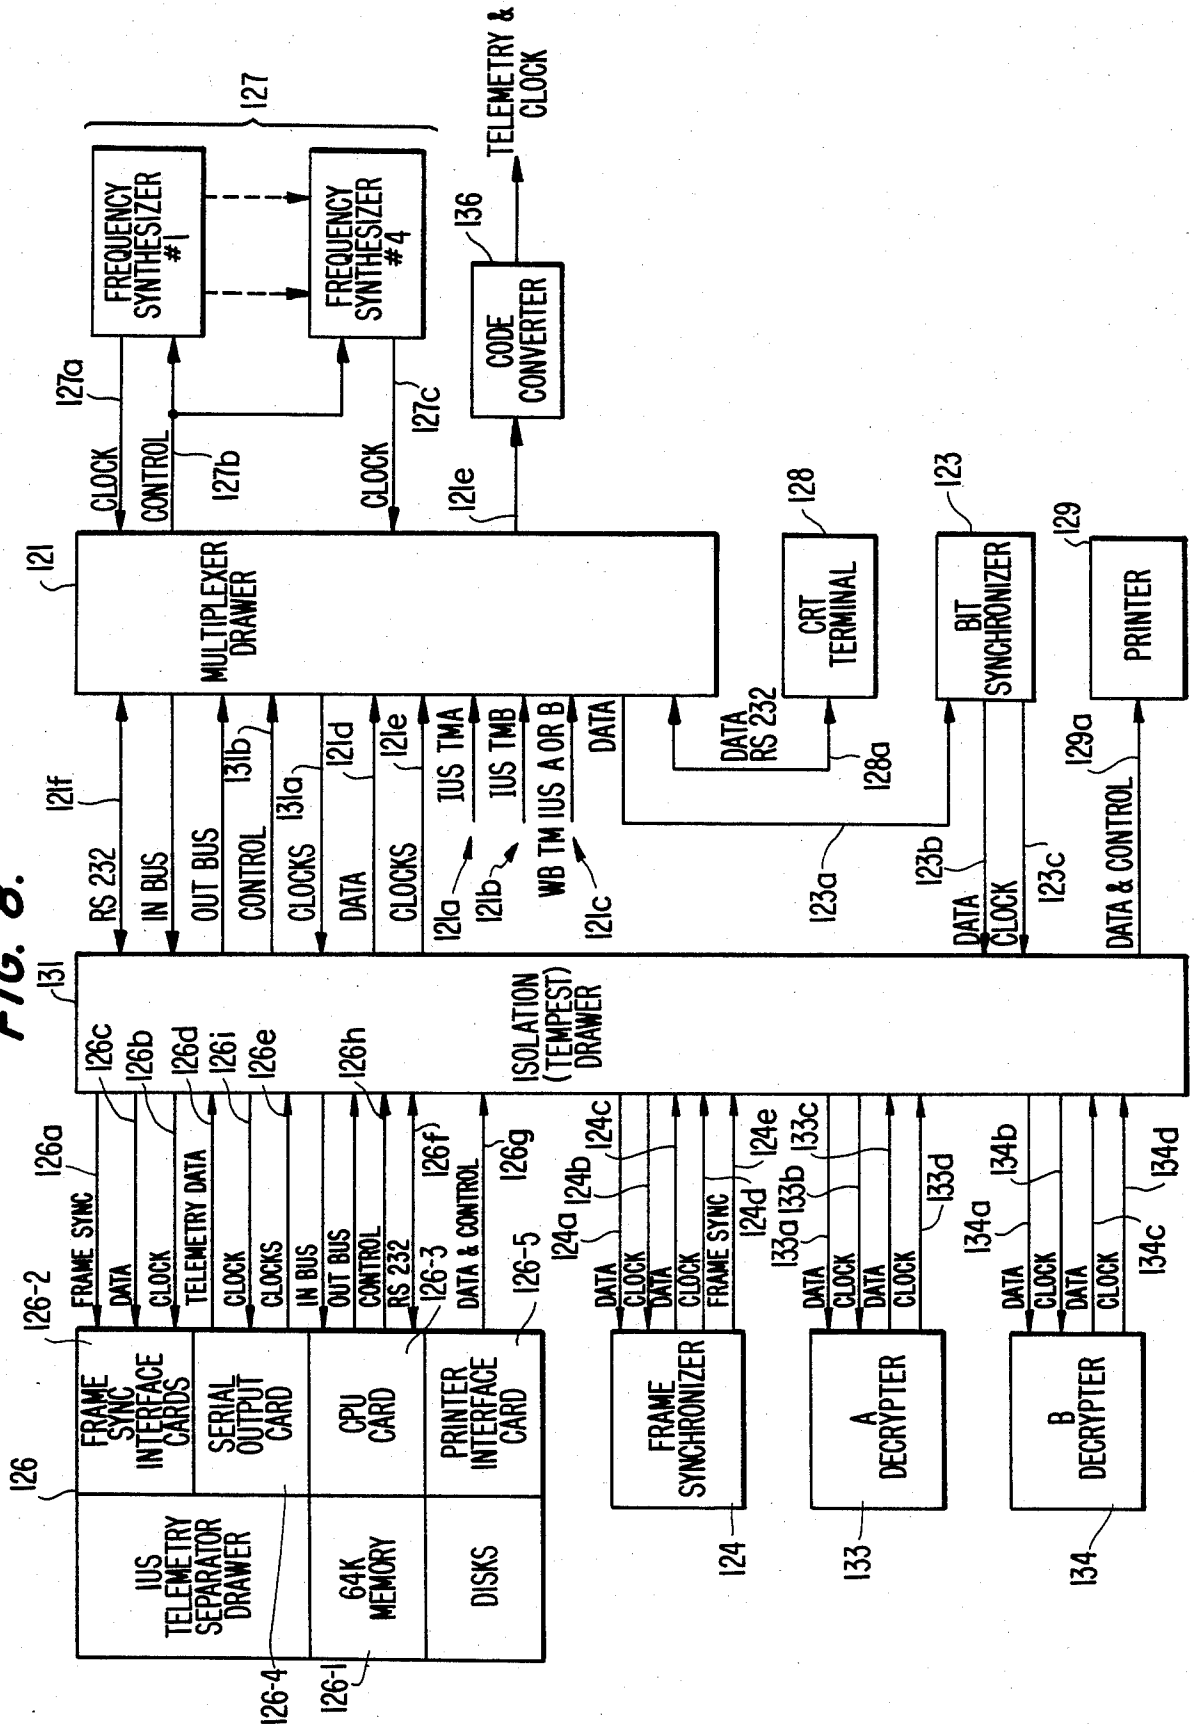 FIG. 8.
126
126-2
IUS
TELEMETRY
SEPARATOR
DRAWER
64K
MEMORY
DISKS
FRAME
SYNC
INTERFACE
CARDS
SERIAL
OUTPUT
CARD
CPU
CARD
PRINTER
INTERFACE
CARD
126-4
126-1
126-3
126-5
FRAME SYNC
126a
DATA
126c
CLOCK
126b
TELEMETRY DATA
126d
CLOCK
126i
CLOCKS
126e
IN BUS
OUT BUS
CONTROL
126h
RS 232
126f
DATA & CONTROL
126g
FRAME
SYNCHRONIZER
124
DATA
124a
CLOCK
124b
DATA
124c
CLOCK
124d
FRAME SYNC
124e
A
DECRYPTER
133
DATA
133a
CLOCK
133b
DATA
133c
CLOCK
133d
B
DECRYPTER
134
DATA
134a
CLOCK
134b
DATA
134c
CLOCK
134d
131
ISOLATION
(TEMPEST)
DRAWER
RS 232
121f
IN BUS
OUT BUS
CONTROL
131b
CLOCKS
131a
DATA
121d
CLOCKS
121e
IUS TMA
121a
IUS TMB
121b
WB TM IUS A OR B
121c
DATA
123a
DATA
RS 232
128a
DATA
123b
CLOCK
123c
DATA & CONTROL
129a
121
MULTIPLEXER
DRAWER
CRT
TERMINAL
128
BIT
SYNCHRONIZER
123
PRINTER
129
CLOCK
127a
CONTROL
127b
CLOCK
127c
121e
FREQUENCY
SYNTHESIZER
#1
FREQUENCY
SYNTHESIZER
#4
127
CODE
CONVERTER
136
TELEMETRY &
CLOCK